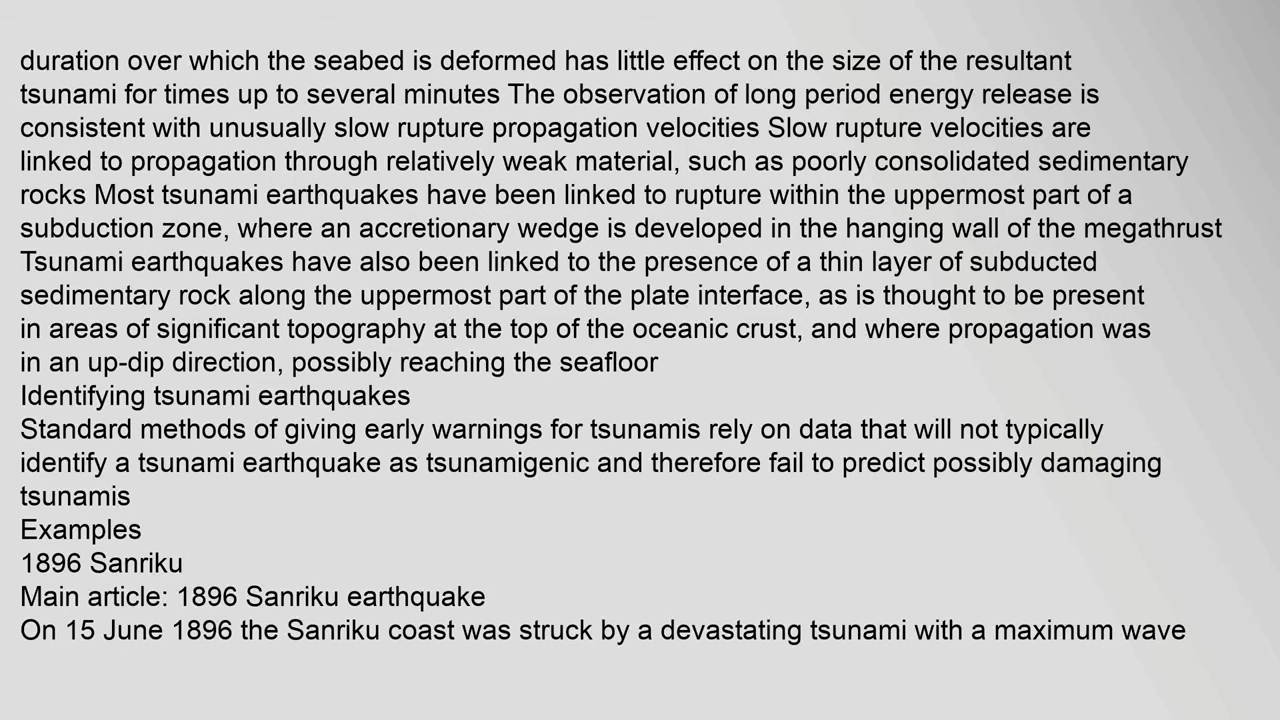 duration over which the seabed is deformed has little effect on the size of the resultant
tsunami for times up to several minutes The observation of long period energy release is
consistent with unusually slow rupture propagation velocities Slow rupture velocities are
linked to propagation through relatively weak material, such as poorly consolidated sedimentary
rocks Most tsunami earthquakes have been linked to rupture within the uppermost part of a
subduction zone, where an accretionary wedge is developed in the hanging wall of the megathrust
Tsunami earthquakes have also been linked to the presence of a thin layer of subducted
sedimentary rock along the uppermost part of the plate interface, as is thought to be present
in areas of significant topography at the top of the oceanic crust, and where propagation was
in an up-dip direction, possibly reaching the seafloor
Identifying tsunami earthquakes
Standard methods of giving early warnings for tsunamis rely on data that will not typically
identify a tsunami earthquake as tsunamigenic and therefore fail to predict possibly damaging
tsunamis
Examples
1896 Sanriku
Main article: 1896 Sanriku earthquake
On 15 June 1896 the Sanriku coast was struck by a devastating tsunami with a maximum wave